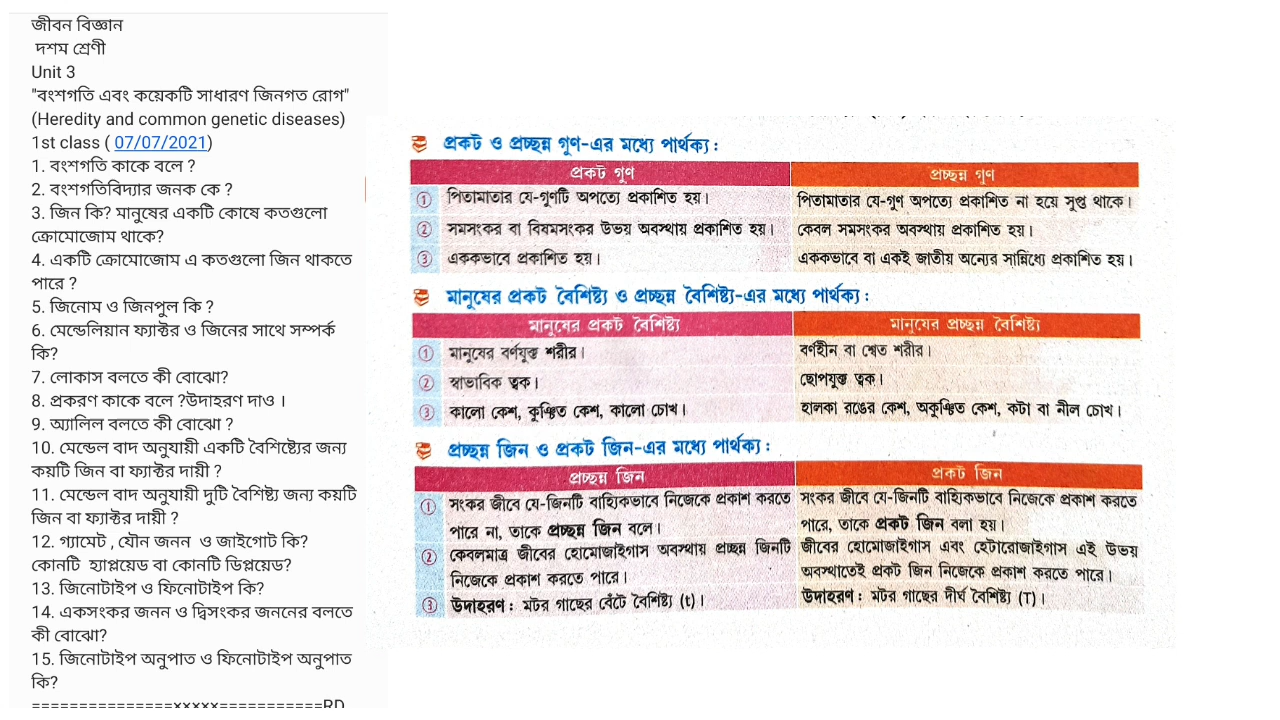 জীবন বিজ্ঞান
দশম শ্রেণী
Unit 3
"বংশগতি এবং কয়েকটি সাধারণ জিনগত রোগ"
(Heredity and common genetic diseases)
1st class ( 07/07/2021)
1. বংশগতি কাকে বলে ?
2. বংশগতিবিদ্যার জনক কে ?
3. জিন কি? মানুষের একটি কোষে কতগুলো
ক্রোমোজোম থাকে?
4. একটি ক্রোমোজোম এ কতগুলো জিন থাকতে
পারে ?
5. জিনোম ও জিনপুল কি ?
6. মেন্ডেলিয়ান ফ্যাক্টর ও জিনের সাথে সম্পর্ক
কি?
7. লোকাস বলতে কী বোঝো?
8. প্রকরণ কাকে বলে ?উদাহরণ দাও ।
9. অ্যালিল বলতে কী বোঝো ?
10. মেন্ডেল বাদ অনুযায়ী একটি বৈশিষ্ট্যের জন্য
কয়টি জিন বা ফ্যাক্টর দায়ী ?
11. মেন্ডেল বাদ অনুযায়ী দুটি বৈশিষ্ট্য জন্য কয়টি
জিন বা ফ্যাক্টর দায়ী ?
12. গ্যামেট , যৌন জনন ও জাইগোট কি?
কোনটি হ্যাপ্লয়েড বা কোনটি ডিপ্লয়েড?
13. জিনোটাইপ ও ফিনোটাইপ কি?
14. একসংকর জনন ও দ্বিসংকর জননের বলতে
কী বোঝো?
15. জিনোটাইপ অনুপাত ও ফিনোটাইপ অনুপাত
কি?
================xxxxx===========RD
প্রকট ও প্রচ্ছন্ন গুণ-এর মধ্যে পার্থক্য :
প্রকট গুণ প্রচ্ছন্ন গুণ
① পিতামাতার যে-গুণটি অপত্যে প্রকাশিত হয়। পিতামাতার যে-গুণ অপত্যে প্রকাশিত না হয়ে সুপ্ত থাকে।
② সমসংকর বা বিষমসংকর উভয় অবস্থায় প্রকাশিত হয়। কেবল সমসংকর অবস্থায় প্রকাশিত হয়।
③ এককভাবে প্রকাশিত হয়। এককভাবে বা একই জাতীয় অন্যের সান্নিধ্যে প্রকাশিত হয়।
মানুষের প্রকট বৈশিষ্ট্য ও প্রচ্ছন্ন বৈশিষ্ট্য-এর মধ্যে পার্থক্য :
মানুষের প্রকট বৈশিষ্ট্য মানুষের প্রচ্ছন্ন বৈশিষ্ট্য
① মানুষের বর্ণযুক্ত শরীর। বর্ণহীন বা শ্বেত শরীর।
② স্বাভাবিক ত্বক। ছোপযুক্ত ত্বক।
③ কালো কেশ, কুঞ্চিত কেশ, কালো চোখ। হালকা রঙের কেশ, অকুঞ্চিত কেশ, কটা বা নীল চোখ।
প্রচ্ছন্ন জিন ও প্রকট জিন-এর মধ্যে পার্থক্য :
প্রচ্ছন্ন জিন প্রকট জিন
① সংকর জীবে যে-জিনটি বাহ্যিকভাবে নিজেকে প্রকাশ করতে সংকর জীবে যে-জিনটি বাহ্যিকভাবে নিজেকে প্রকাশ করতে
পারে না, তাকে প্রচ্ছন্ন জিন বলে। পারে, তাকে প্রকট জিন বলা হয়।
② কেবলমাত্র জীবের হোমোজাইগাস অবস্থায় প্রচ্ছন্ন জিনটি জীবের হোমোজাইগাস এবং হেটারোজাইগাস এই উভয়
নিজেকে প্রকাশ করতে পারে। অবস্থাতেই প্রকট জিন নিজেকে প্রকাশ করতে পারে।
③ উদাহরণ : মটর গাছের বেঁটে বৈশিষ্ট্য (t)। উদাহরণ : মটর গাছের দীর্ঘ বৈশিষ্ট্য (T)।